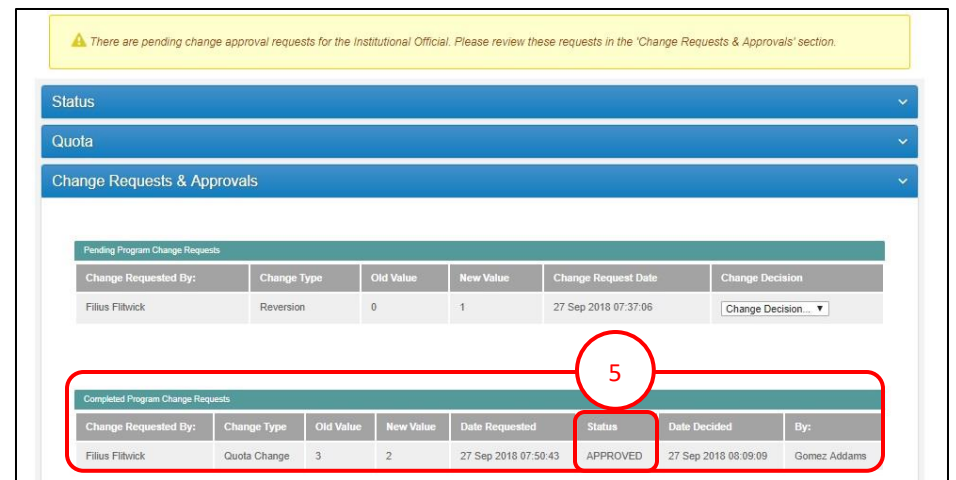 There are pending change approval requests for the Institutional Official. Please review these requests in the 'Change Requests & Approvals' section.
Status
Quota
Change Requests & Approvals
Pending Program Change Requests
Change Requested By: Change Type Old Value New Value Change Request Date Change Decision
Filius Flitwick Reversion 0 1 27 Sep 2018 07:37:06 Change Decision... ▼
5
Completed Program Change Requests
Change Requested By: Change Type Old Value New Value Date Requested Status Date Decided By:
Filius Flitwick Quota Change 3 2 27 Sep 2018 07:50:43 APPROVED 27 Sep 2018 08:09:09 Gomez Addams